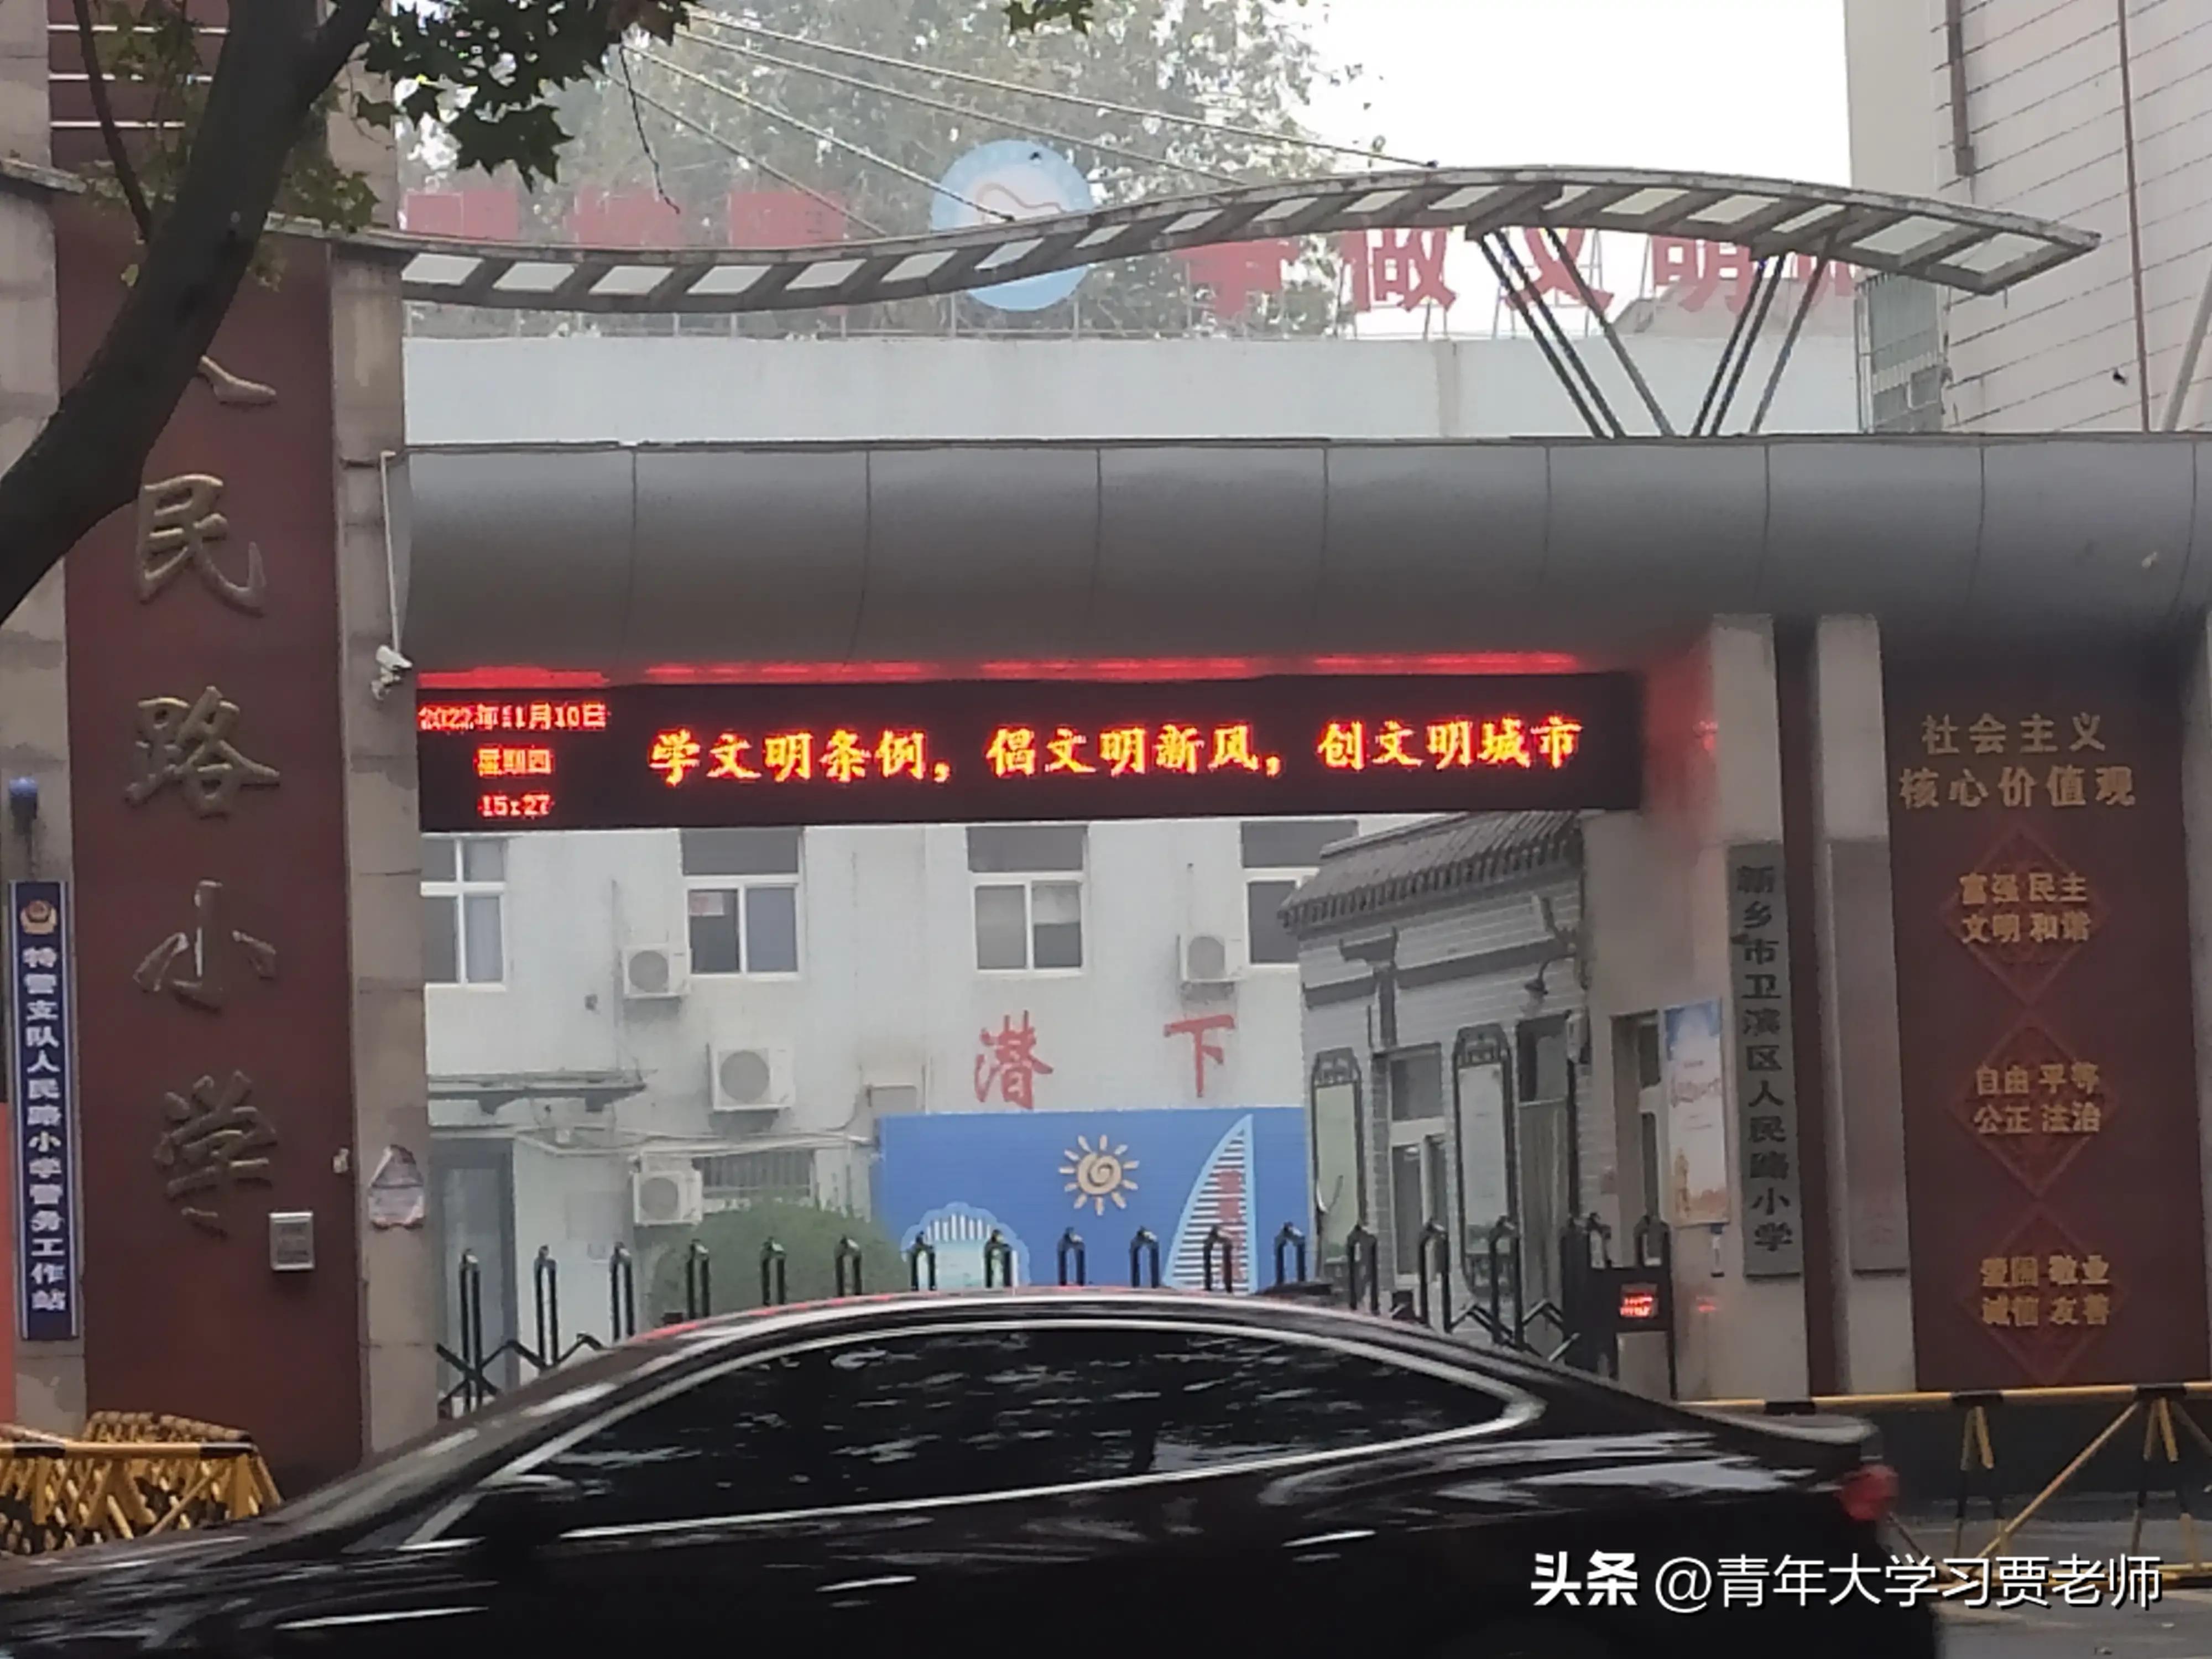 做文明
人民路小学
2022年11月10日
星期四
15:27
学文明条例，倡文明新风，创文明城市
社会主义
核心价值观
富强 民主
文明 和谐
自由 平等
公正 法治
爱国 敬业
诚信 友善
新乡市卫滨区人民路小学
特警支队人民路小学警务工作站
潜 下
头条 @青年大学习贾老师